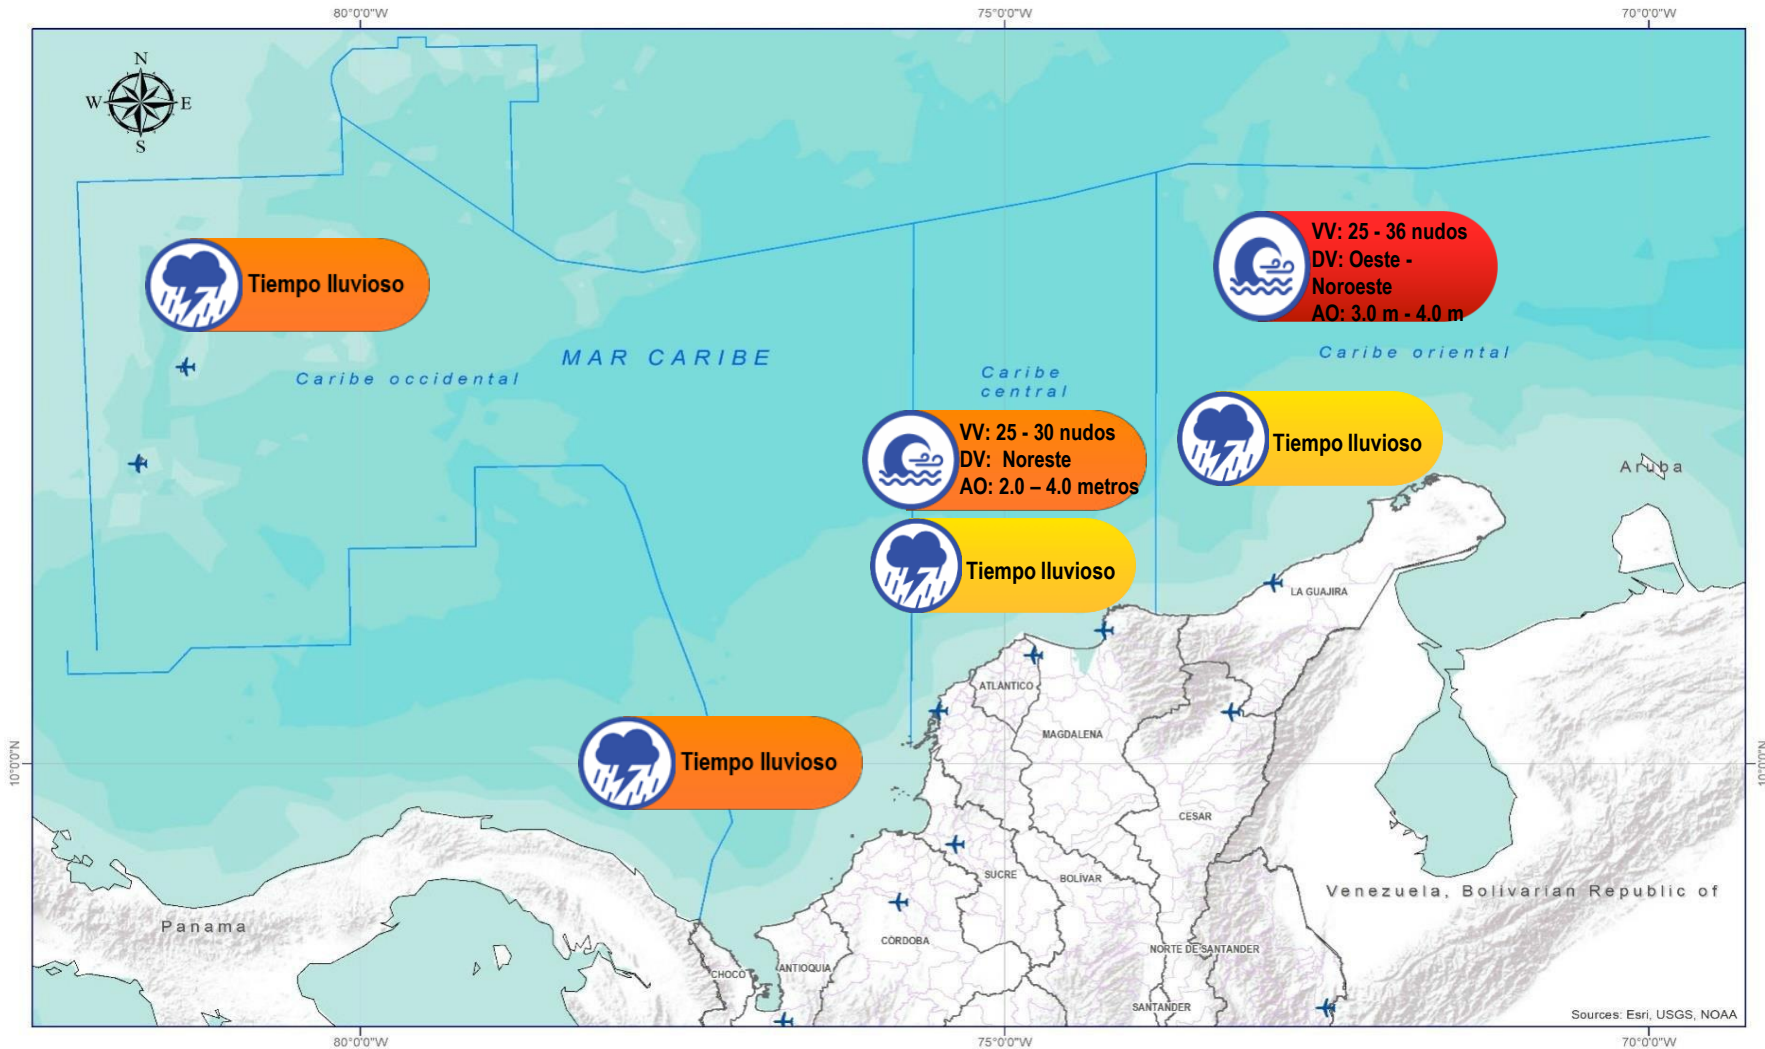 80°0'0"W
75°0'0"W
70°0'0"W
N
W
E
S
VV: 25 - 36 nudos
DV: Oeste -
Noroeste
AO: 3.0 m - 4.0 m
Tiempo lluvioso
MAR CARIBE
Caribe oriental
Caribe occidental
Caribe
central
VV: 25 - 30 nudos
DV: Noreste
AO: 2.0 – 4.0 metros
Tiempo lluvioso
Aruba
Tiempo lluvioso
LA GUAJIRA
ATLANTICO
MAGDALENA
10°0'0"N
10°0'0"N
Tiempo lluvioso
CESAR
SUCRE
BOLÍVAR
Venezuela, Bolivarian Republic of
Panama
CÓRDOBA
NORTE DE SANTANDER
CHOCO
ANTIOQUIA
SANTANDER
Sources: Esri, USGS, NOAA
80°0'0"W
75°0'0"W
70°0'0"W